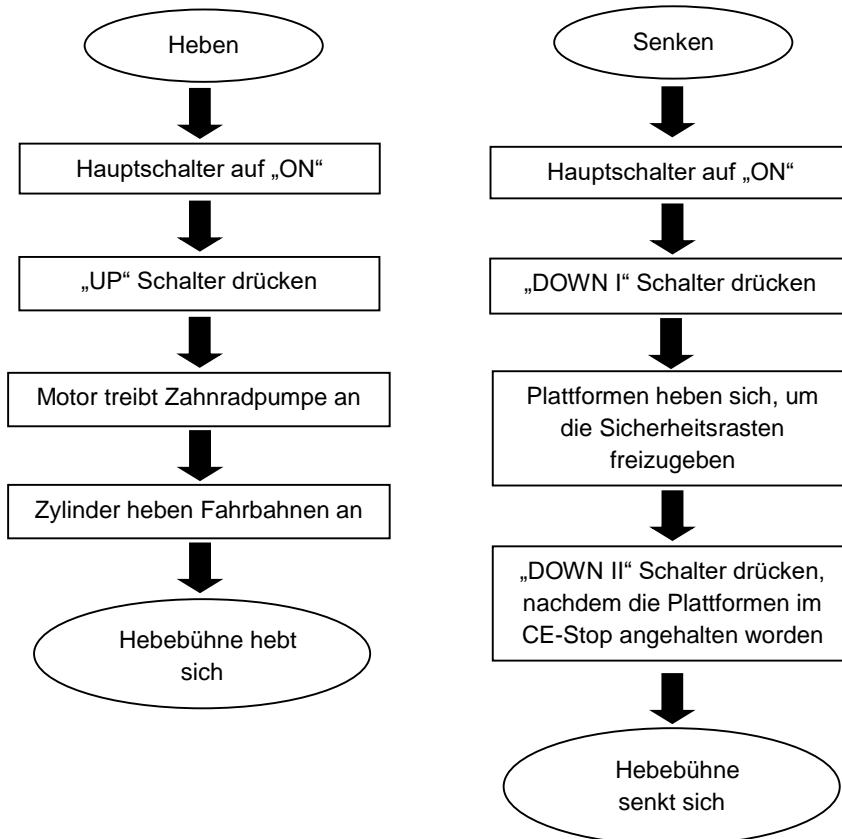 Heben
Hauptschalter auf „ON“
„UP“ Schalter drücken
Motor treibt Zahnradpumpe an
Zylinder heben Fahrbahnen an
Hebebühne hebt
sich
Senken
Hauptschalter auf „ON“
„DOWN I“ Schalter drücken
Plattformen heben sich, um
die Sicherheitsrasten
freizugeben
„DOWN II“ Schalter drücken,
nachdem die Plattformen im
CE-Stop angehalten worden
Hebebühne
senkt sich